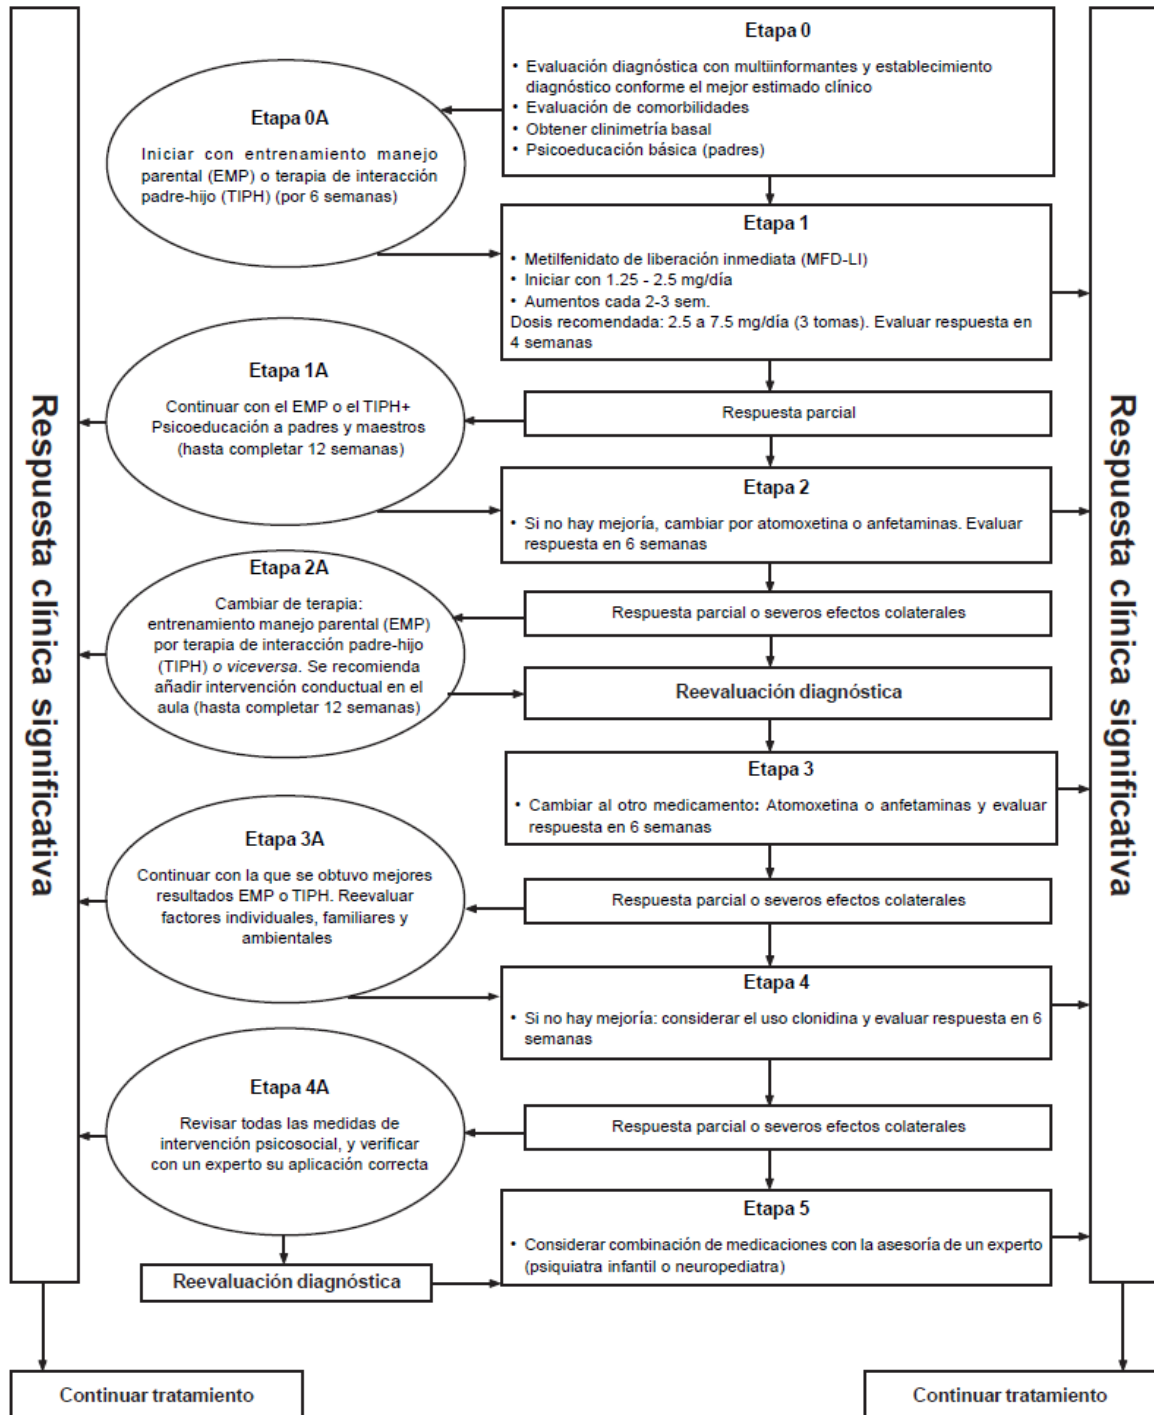 Etapa 0
• Evaluación diagnóstica con multiinformantes y establecimiento
diagnóstico conforme el mejor estimado clínico
• Evaluación de comorbilidades
• Obtener clinimetría basal
• Psicoeducación básica (padres)
Etapa 0A
Iniciar con entrenamiento manejo
parental (EMP) o terapia de interacción
padre-hijo (TIPH) (por 6 semanas)
Etapa 1
• Metilfenidato de liberación inmediata (MFD-LI)
• Iniciar con 1.25 - 2.5 mg/día
• Aumentos cada 2-3 sem.
Dosis recomendada: 2.5 a 7.5 mg/día (3 tomas). Evaluar respuesta en
4 semanas
Respuesta parcial
Etapa 1A
Continuar con el EMP o el TIPH+
Psicoeducación a padres y maestros
(hasta completar 12 semanas)
Etapa 2
• Si no hay mejoría, cambiar por atomoxetina o anfetaminas. Evaluar
respuesta en 6 semanas
Respuesta parcial o severos efectos colaterales
Etapa 2A
Cambiar de terapia:
entrenamiento manejo parental (EMP)
por terapia de interacción padre-hijo
(TIPH) o viceversa. Se recomienda
añadir intervención conductual en el
aula (hasta completar 12 semanas)
Reevaluación diagnóstica
Etapa 3
• Cambiar al otro medicamento: Atomoxetina o anfetaminas y evaluar
respuesta en 6 semanas
Respuesta parcial o severos efectos colaterales
Etapa 3A
Continuar con la que se obtuvo mejores
resultados EMP o TIPH. Reevaluar
factores individuales, familiares y
ambientales
Etapa 4
• Si no hay mejoría: considerar el uso clonidina y evaluar respuesta en 6
semanas
Respuesta parcial o severos efectos colaterales
Etapa 4A
Revisar todas las medidas de
intervención psicosocial, y verificar
con un experto su aplicación correcta
Reevaluación diagnóstica
Etapa 5
• Considerar combinación de medicaciones con la asesoría de un experto
(psiquiatra infantil o neuropediatra)
Respuesta clínica significativa
Respuesta clínica significativa
Continuar tratamiento
Continuar tratamiento